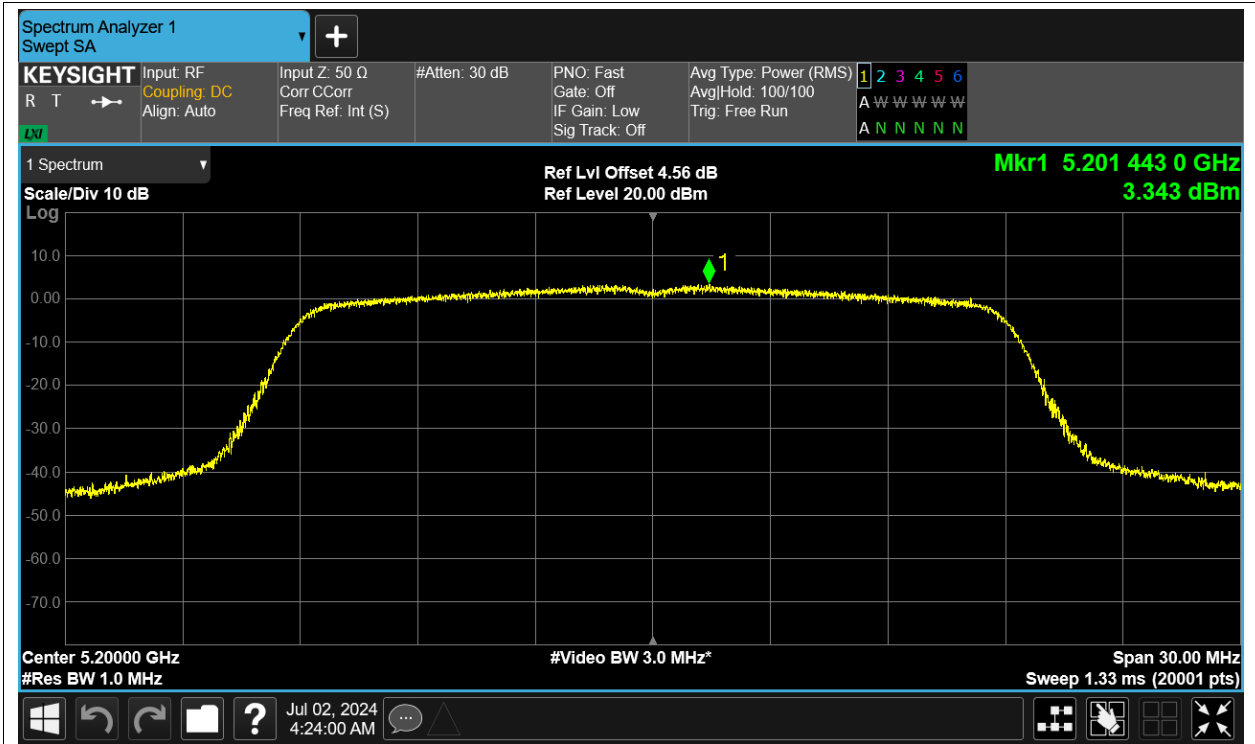 Spectrum Analyzer 1
Swept SA
+
KEYSIGHT
R T
LXI
Input: RF
Coupling: DC
Align: Auto
Input Z: 50 Ω
Corr CCorr
Freq Ref: Int (S)
#Atten: 30 dB
PNO: Fast
Gate: Off
IF Gain: Low
Sig Track: Off
Avg Type: Power (RMS)
Avg|Hold: 100/100
Trig: Free Run
1 2 3 4 5 6
A W W W W W
A N N N N N
1 Spectrum
Scale/Div 10 dB
Log
Ref Lvl Offset 4.56 dB
Ref Level 20.00 dBm
Mkr1 5.201 443 0 GHz
3.343 dBm
1
10.0
0.00
-10.0
-20.0
-30.0
-40.0
-50.0
-60.0
-70.0
Center 5.20000 GHz
#Res BW 1.0 MHz
#Video BW 3.0 MHz*
Span 30.00 MHz
Sweep 1.33 ms (20001 pts)
?
Jul 02, 2024
4:24:00 AM